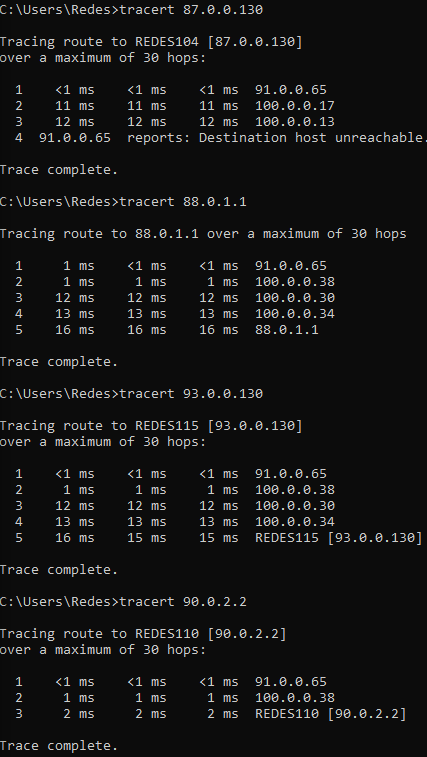 C:\Users\Redes>tracert 87.0.0.130
Tracing route to REDES104 [87.0.0.130]
over a maximum of 30 hops:
1 <1 ms <1 ms <1 ms 91.0.0.65
2 11 ms 11 ms 11 ms 100.0.0.17
3 12 ms 12 ms 12 ms 100.0.0.13
4 91.0.0.65 reports: Destination host unreachable.
Trace complete.
C:\Users\Redes>tracert 88.0.1.1
Tracing route to 88.0.1.1 over a maximum of 30 hops
1 1 ms <1 ms <1 ms 91.0.0.65
2 1 ms 1 ms 1 ms 100.0.0.38
3 12 ms 12 ms 12 ms 100.0.0.30
4 13 ms 13 ms 13 ms 100.0.0.34
5 16 ms 16 ms 16 ms 88.0.1.1
Trace complete.
C:\Users\Redes>tracert 93.0.0.130
Tracing route to REDES115 [93.0.0.130]
over a maximum of 30 hops:
1 <1 ms <1 ms <1 ms 91.0.0.65
2 1 ms 1 ms 1 ms 100.0.0.38
3 12 ms 12 ms 12 ms 100.0.0.30
4 13 ms 13 ms 13 ms 100.0.0.34
5 16 ms 15 ms 15 ms REDES115 [93.0.0.130]
Trace complete.
C:\Users\Redes>tracert 90.0.2.2
Tracing route to REDES110 [90.0.2.2]
over a maximum of 30 hops:
1 <1 ms <1 ms <1 ms 91.0.0.65
2 1 ms 1 ms 1 ms 100.0.0.38
3 2 ms 2 ms 2 ms REDES110 [90.0.2.2]
Trace complete.